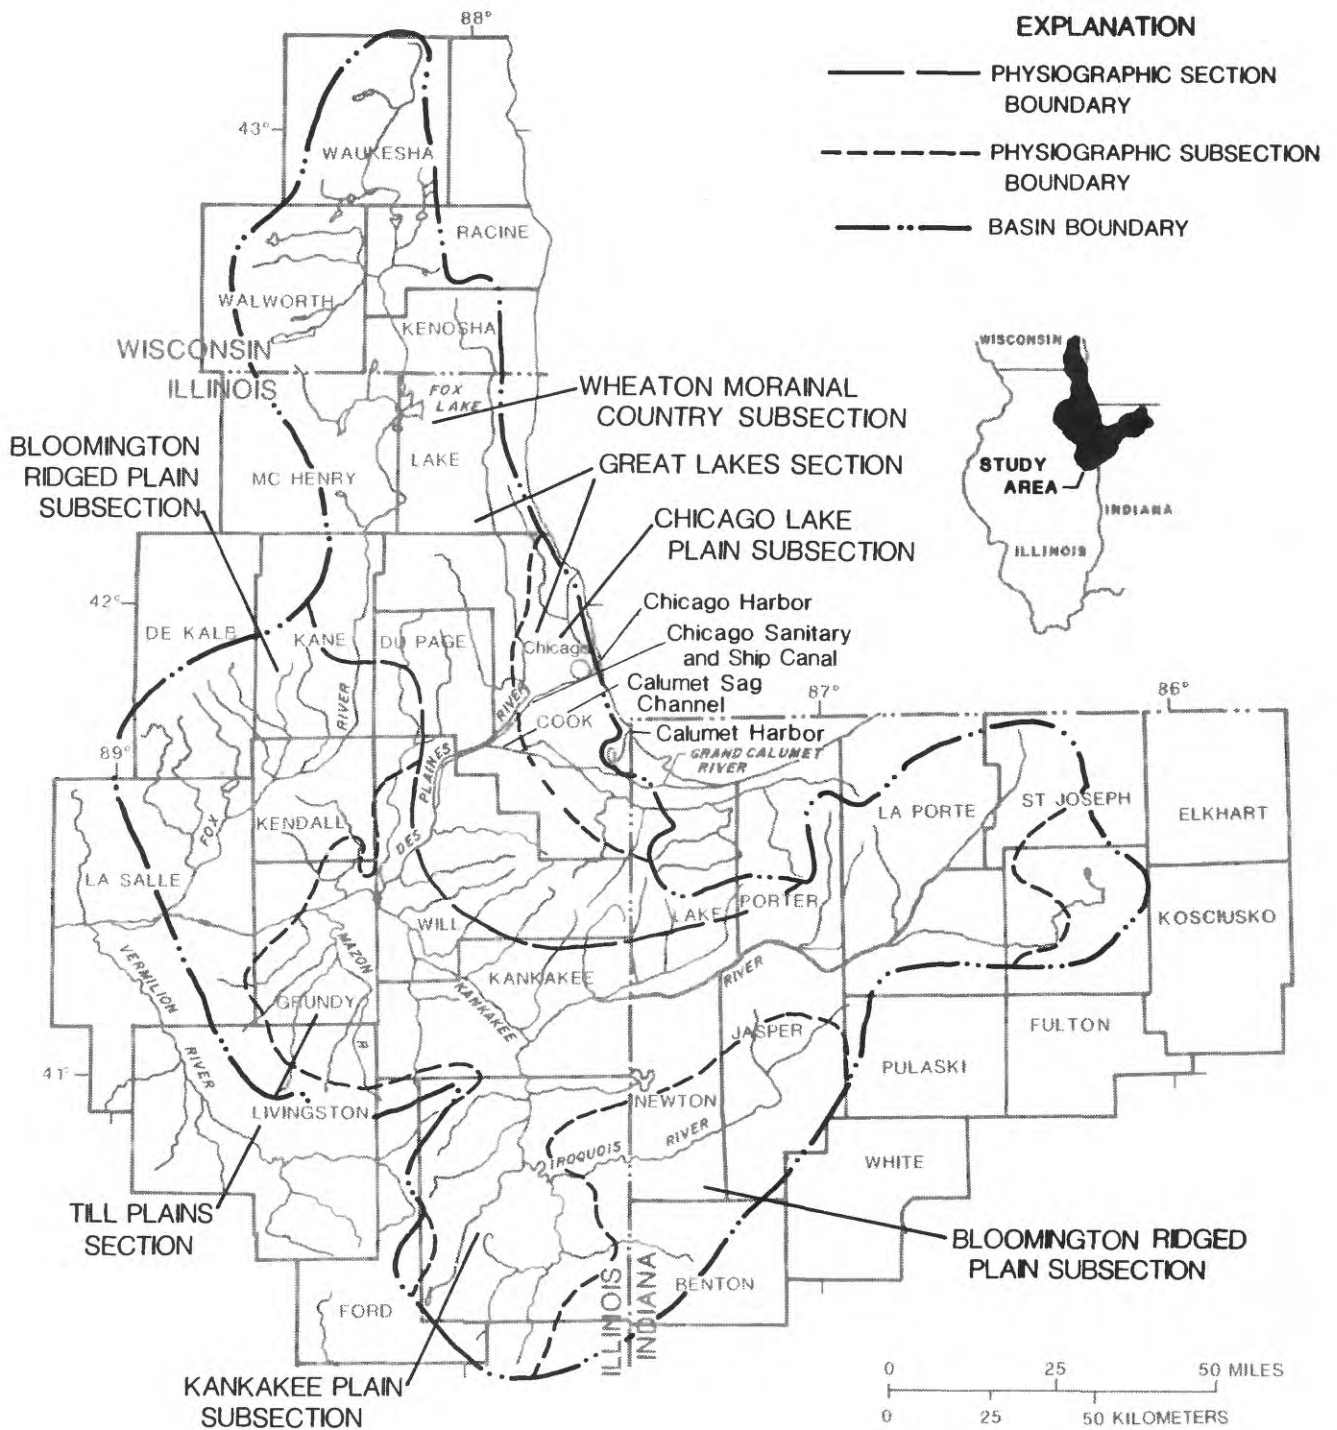 88°
EXPLANATION
PHYSIOGRAPHIC SECTION
BOUNDARY
PHYSIOGRAPHIC SUBSECTION
BOUNDARY
BASIN BOUNDARY
43°
WAUKESHA
RACINE
WALWORTH
KENOSHA
WISCONSIN
ILLINOIS
FOX
LAKE
WHEATON MORAINAL
COUNTRY SUBSECTION
BLOOMINGTON
RIDGED PLAIN
SUBSECTION
MC HENRY
LAKE
GREAT LAKES SECTION
CHICAGO LAKE
PLAIN SUBSECTION
WISCONSIN
STUDY
AREA
INDIANA
ILLINOIS
42°
DE KALB
KANE
DU PAGE
Chicago
Chicago Harbor
Chicago Sanitary
and Ship Canal
Calumet Sag
Channel
Calumet Harbor
RIVER
RIVER
COOK
87°
86°
89°
GRAND CALUMET
RIVER
PLAINES
DES
LA PORTE
ST JOSEPH
ELKHART
KENDALL
FOX
LA SALLE
WILL
LAKE
PORTER
KOSCIUSKO
VERMILION
RIVER
MAZON
R
GRUNDY
KANKAKEE
KANKAKEE
RIVER
JASPER
FULTON
PULASKI
41°
LIVINGSTON
NEWTON
IROQUOIS
RIVER
WHITE
TILL PLAINS
SECTION
BLOOMINGTON RIDGED
PLAIN SUBSECTION
BENTON
FORD
ILLINOIS
INDIANA
KANKAKEE PLAIN
SUBSECTION
0 25 50 MILES
0 25 50 KILOMETERS